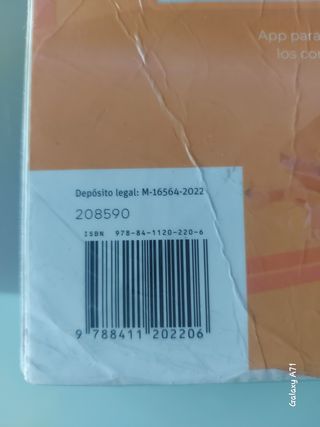 App para
los con
Depósito legal: M-16564-2022
208590
ISBN 978-84-1120-220-6
9 788411 202206
Galaxy A71